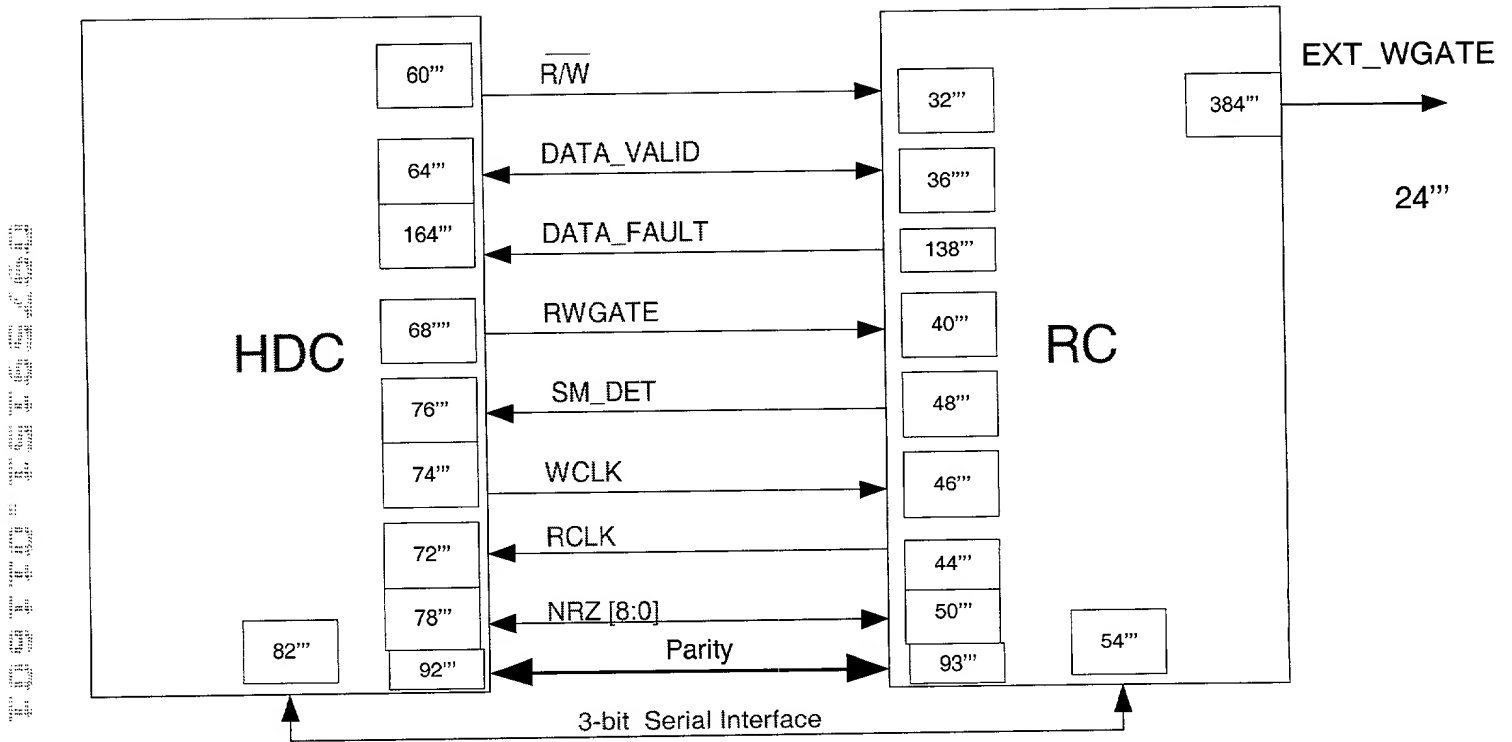 EXT_WGATE
60''' R/W 32''' 384'''
64''' DATA_VALID 36''''
24'''
164''' DATA_FAULT 138'''
68'''' RWGATE 40'''
HDC RC
76''' SM_DET 48'''
74''' WCLK 46'''
72''' RCLK 44'''
78''' NRZ [8:0] 50'''
82''' 92''' Parity 93''' 54'''
3-bit Serial Interface